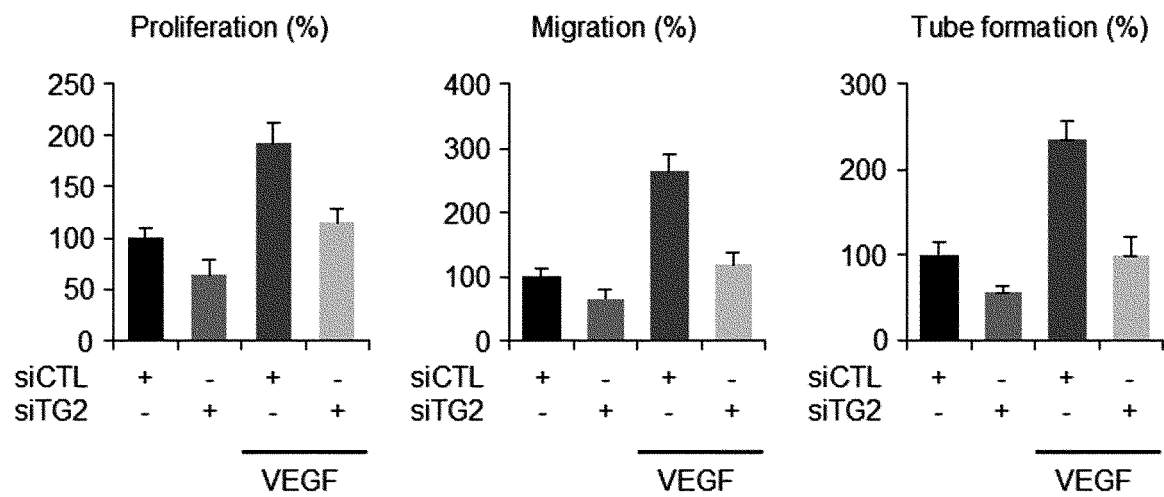 Proliferation (%)
250
200
150
100
50
0
siCTL + - + -
siTG2 - + - +
VEGF
Migration (%)
400
300
200
100
0
siCTL + - + -
siTG2 - + - +
VEGF
Tube formation (%)
300
200
100
0
siCTL + - + -
siTG2 - + - +
VEGF